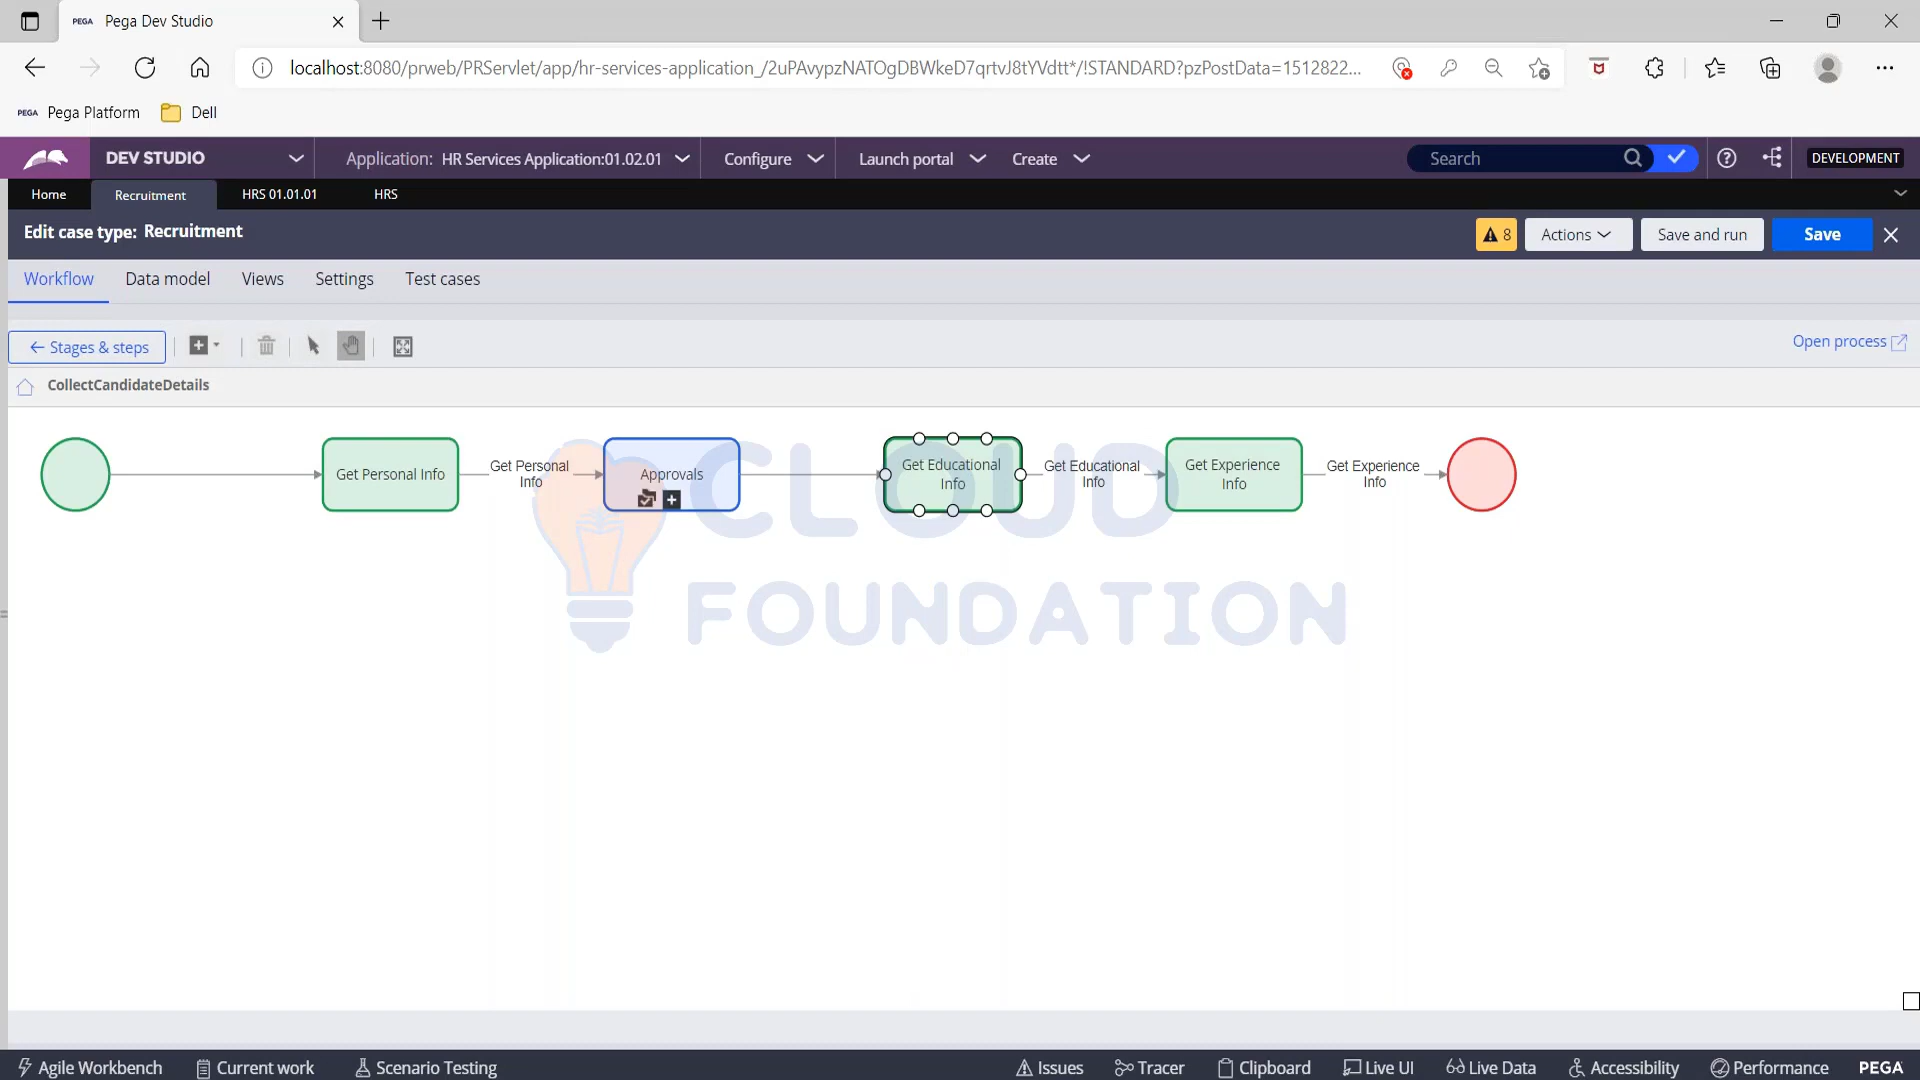 PEGA Pega Dev Studio
localhost:8080/prweb/PRServlet/app/hr-services-application_/2uPAvypzNATOgDBWkeD7qrtvJ8tYVdtt*/!STANDARD?pzPostData=1512822...
PEGA Pega Platform Dell
DEV STUDIO Application: HR Services Application:01.02.01 Configure Launch portal Create Search DEVELOPMENT
Home Recruitment HRS 01.01.01 HRS
Edit case type: Recruitment 8 Actions Save and run Save
Workflow Data model Views Settings Test cases
Stages & steps Open process
CollectCandidateDetails
Get Personal Info
Get Personal
Info
Approvals
Get Educational
Info
Get Educational
Info
Get Experience
Info
Get Experience
Info
CLOUD
FOUNDATION
Agile Workbench Current work Scenario Testing Issues Tracer Clipboard Live UI Live Data Accessibility Performance PEGA